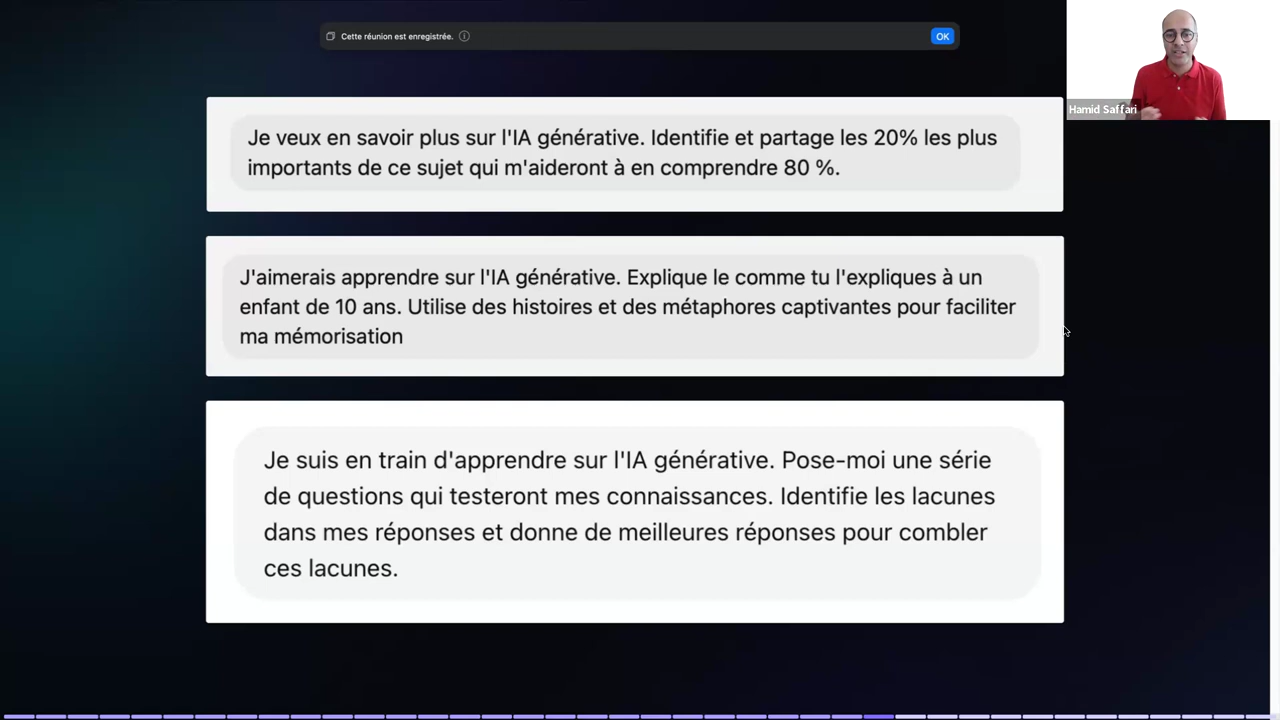 Cette réunion est enregistrée.
OK
Hamid Saffari
Je veux en savoir plus sur l'IA générative. Identifie et partage les 20% les plus
importants de ce sujet qui m'aideront à en comprendre 80 %.
J'aimerais apprendre sur l'IA générative. Explique le comme tu l'expliques à un
enfant de 10 ans. Utilise des histoires et des métaphores captivantes pour faciliter
ma mémorisation
Je suis en train d'apprendre sur l'IA générative. Pose-moi une série
de questions qui testeront mes connaissances. Identifie les lacunes
dans mes réponses et donne de meilleures réponses pour combler
ces lacunes.